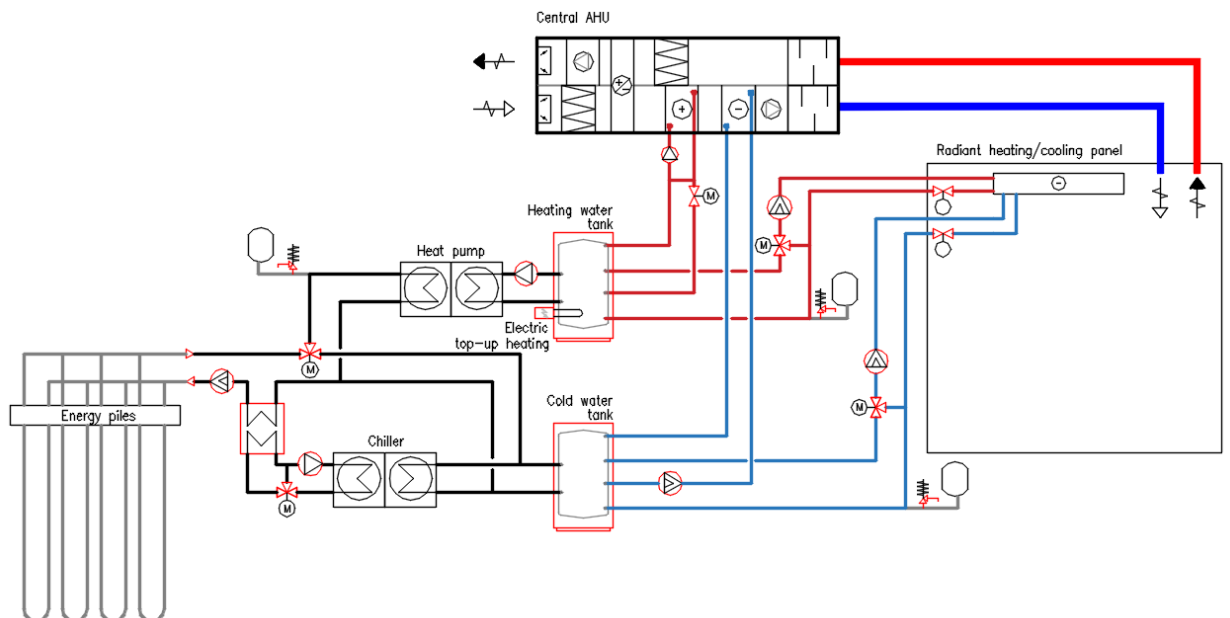 Central AHU
+
−
Radiant heating/cooling panel
−
M
Heating water
tank
Heat pump
M
Electric
top-up heating
M
Energy piles
Cold water
tank
M
Chiller
M